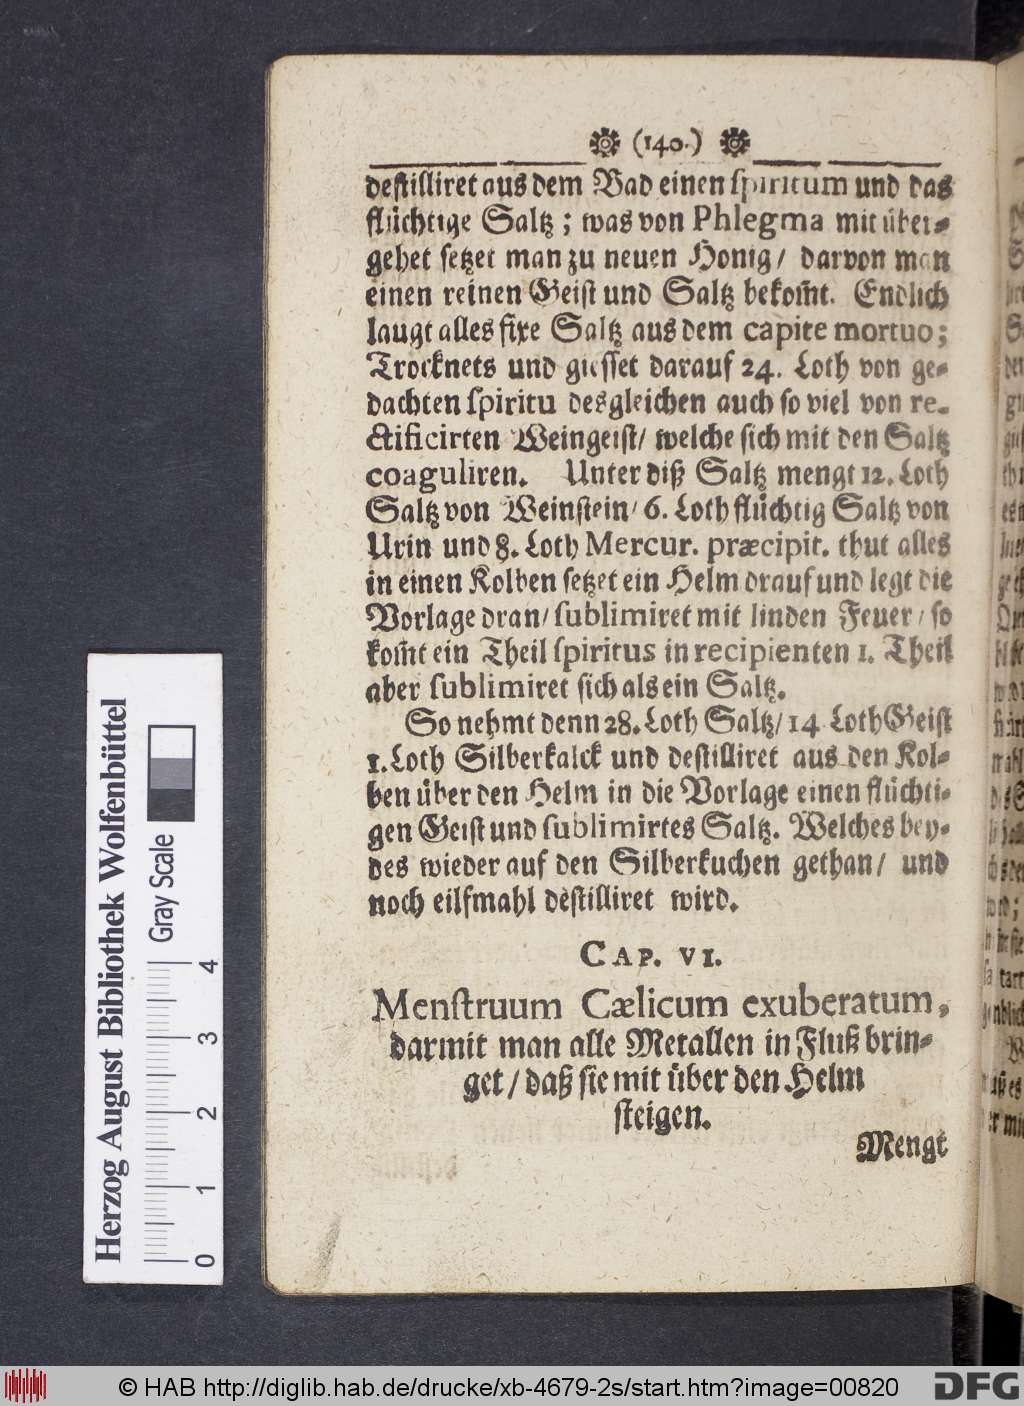 (140.)
destilliret aus dem Bad einen spiritum und das
flüchtige Saltz; was von Phlegma mit über-
gehet setzet man zu neuen Honig/ darvon man
einen reinen Geist und Saltz bekom̃t. Endlich
laugt alles fixe Saltz aus dem capite mortuo;
Trocknets und giesset darauf 24. Loth von ge-
dachten spiritu desgleichen auch so viel von re-
ctificirten Weingeist/ welche sich mit den Saltz
coaguliren. Unter diß Saltz mengt 12. Loth
Saltz von Weinstein/ 6. Loth flüchtig Saltz von
Urin und 8. Loth Mercur. præcipit. thut alles
in einen Kolben setzet ein Helm drauf und legt die
Vorlage dran/ sublimiret mit linden Feuer/ so
kom̃t ein Theil spiritus in recipienten 1. Theil
aber sublimiret sich als ein Saltz.
So nehmt denn 28. Loth Saltz/ 14 Loth Geist
1. Loth Silberkalck und destilliret aus den Kol-
ben über den Helm in die Vorlage einen flüchti-
gen Geist und sublimirtes Saltz. Welches bey-
des wieder auf den Silberkuchen gethan/ und
noch eilfmahl destilliret wird.
CAP. VI.
Menstruum Cælicum exuberatum,
darmit man alle Metallen in Fluß brin-
get/ daß sie mit über den Helm
steigen.
Mengt
Herzog August Bibliothek Wolfenbüttel
Gray Scale
0 1 2 3 4
© HAB http://diglib.hab.de/drucke/xb-4679-2s/start.htm?image=00820
DFG